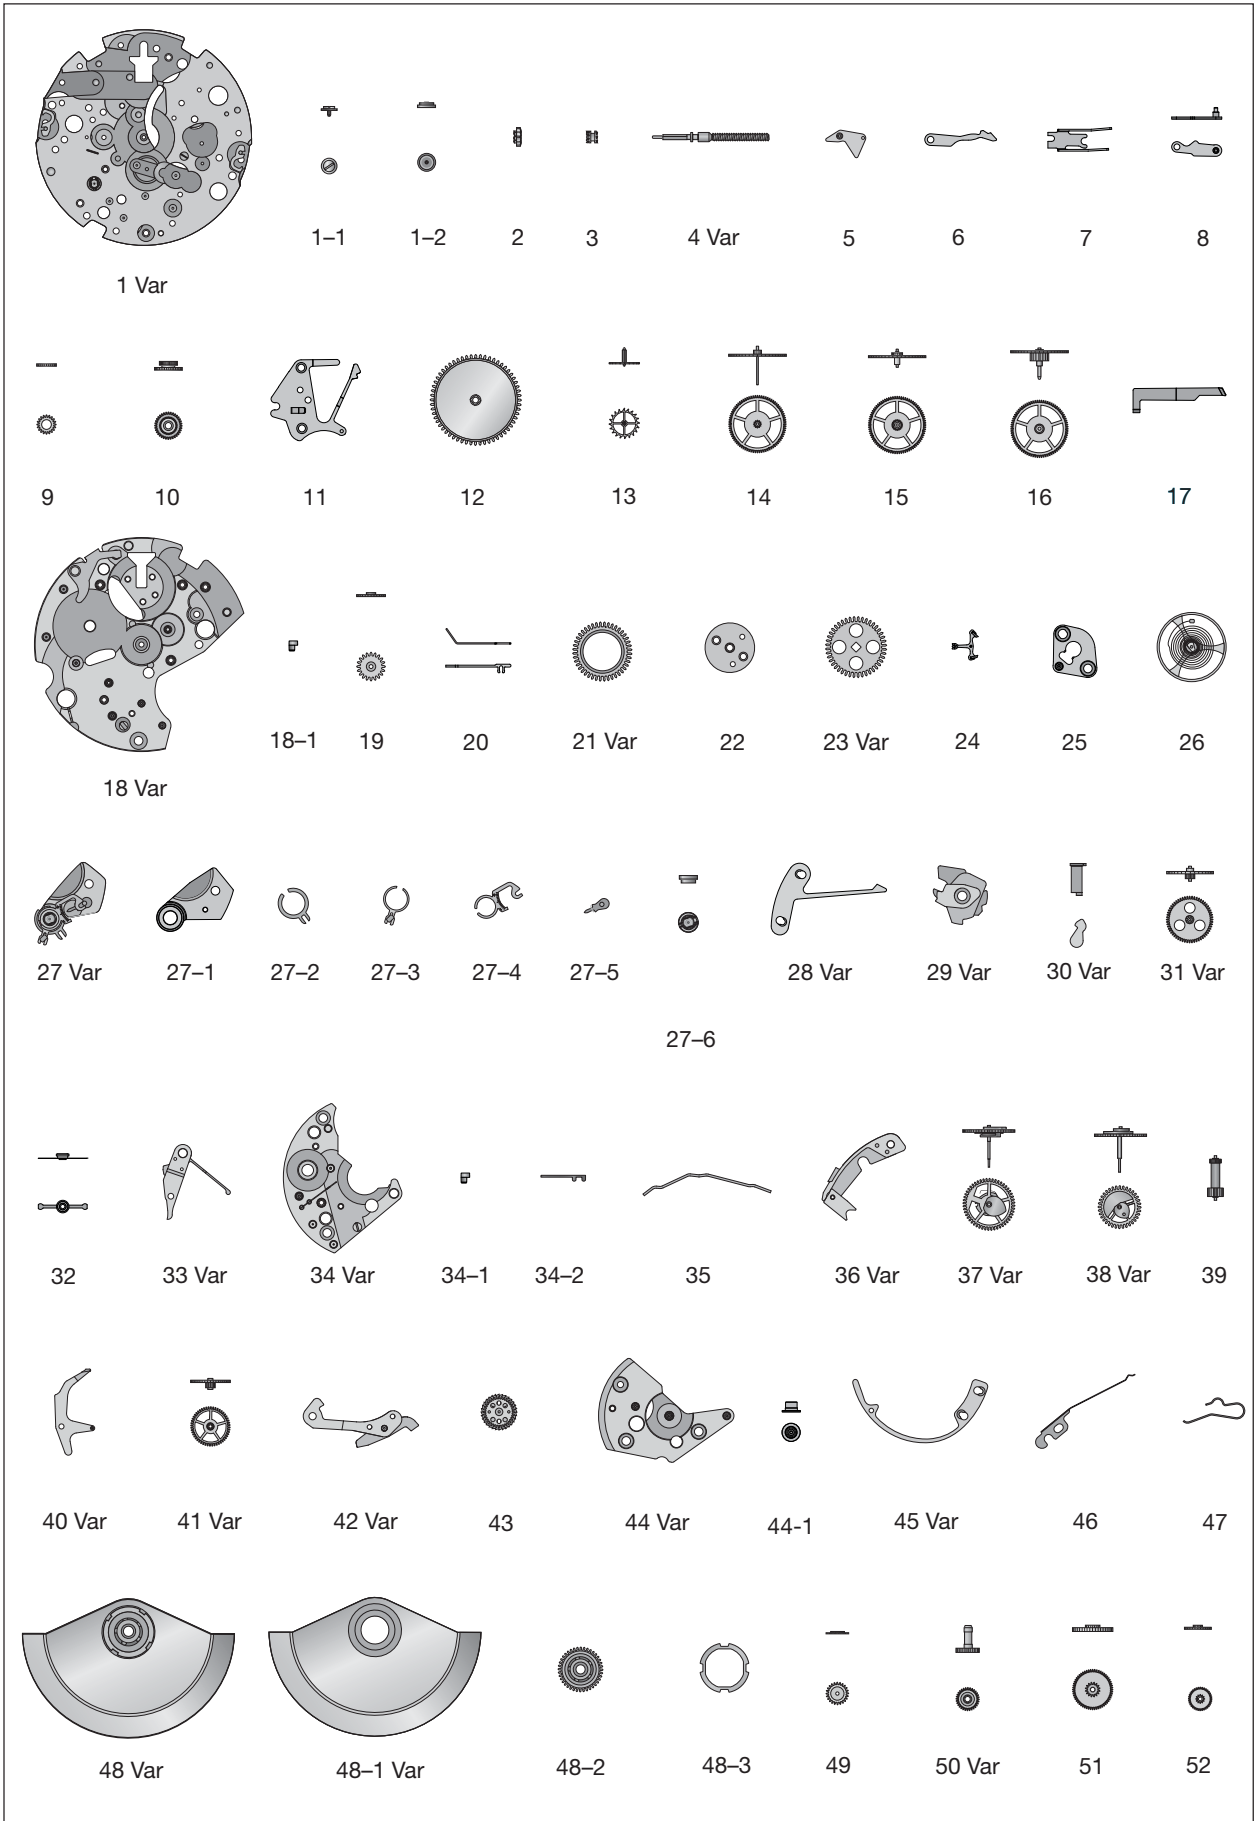 1–1 1–2 2 3 4 Var 5 6 7 8
1 Var
9 10 11 12 13 14 15 16 17
18–1 19 20 21 Var 22 23 Var 24 25 26
18 Var
27 Var 27–1 27–2 27–3 27–4 27–5 28 Var 29 Var 30 Var 31 Var
27–6
32 33 Var 34 Var 34–1 34–2 35 36 Var 37 Var 38 Var 39
40 Var 41 Var 42 Var 43 44 Var 44-1 45 Var 46 47
48 Var 48–1 Var 48–2 48–3 49 50 Var 51 52